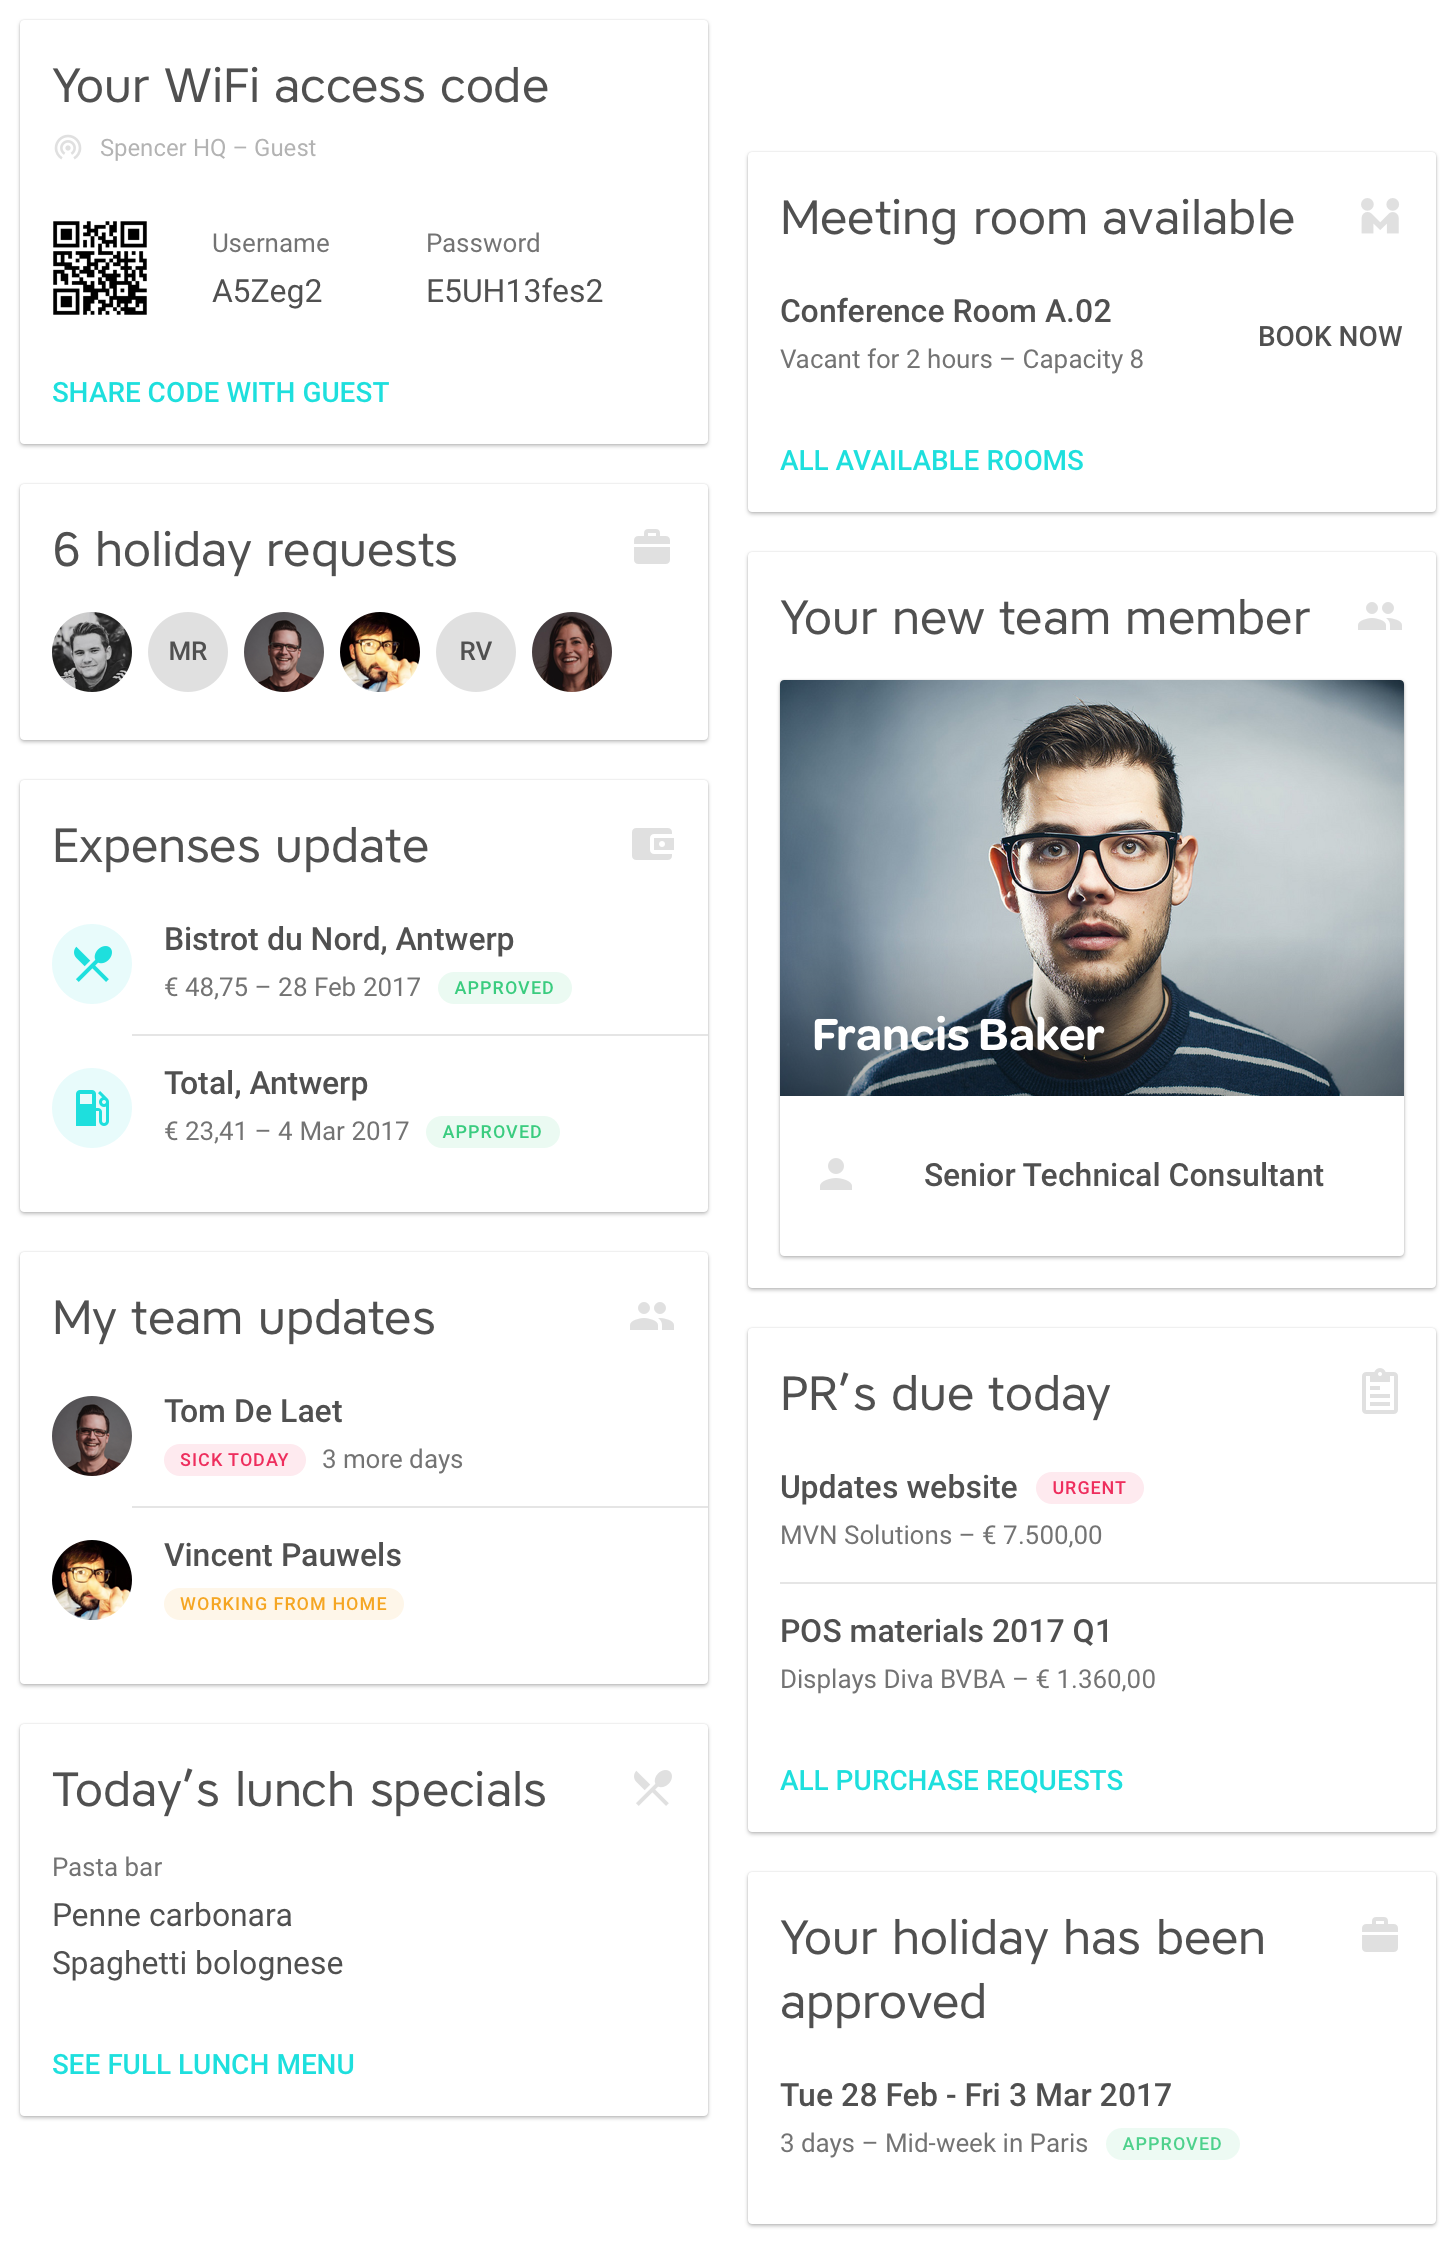 Your WiFi access code
Spencer HQ – Guest
Username
A5Zeg2
Password
E5UH13fes2
SHARE CODE WITH GUEST
6 holiday requests
MR
RV
Expenses update
Bistrot du Nord, Antwerp
€ 48,75 – 28 Feb 2017 APPROVED
Total, Antwerp
€ 23,41 – 4 Mar 2017 APPROVED
My team updates
Tom De Laet
SICK TODAY 3 more days
Vincent Pauwels
WORKING FROM HOME
Today’s lunch specials
Pasta bar
Penne carbonara
Spaghetti bolognese
SEE FULL LUNCH MENU
Meeting room available
Conference Room A.02
Vacant for 2 hours – Capacity 8
BOOK NOW
ALL AVAILABLE ROOMS
Your new team member
Francis Baker
Senior Technical Consultant
PR’s due today
Updates website URGENT
MVN Solutions – € 7.500,00
POS materials 2017 Q1
Displays Diva BVBA – € 1.360,00
ALL PURCHASE REQUESTS
Your holiday has been
approved
Tue 28 Feb - Fri 3 Mar 2017
3 days – Mid-week in Paris APPROVED